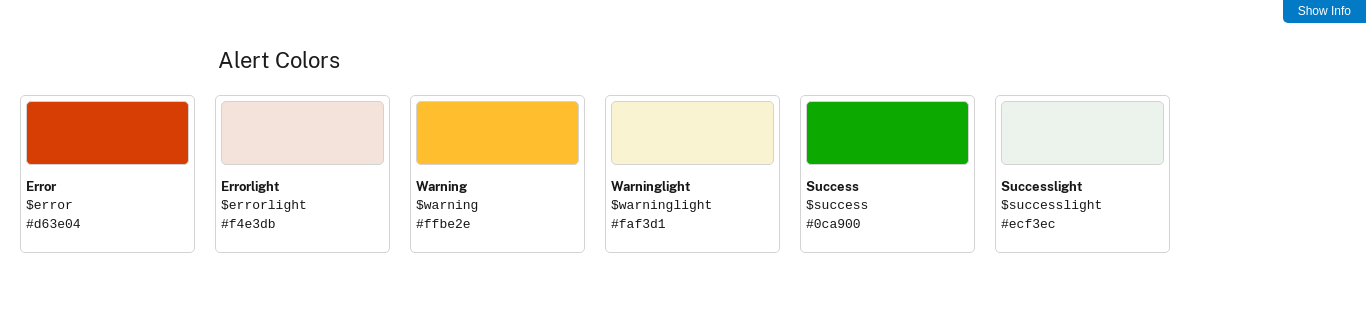 Show Info
Alert Colors
Error
$error
#d63e04
Errorlight
$errorlight
#f4e3db
Warning
$warning
#ffbe2e
Warninglight
$warninglight
#faf3d1
Success
$success
#0ca900
Successlight
$successlight
#ecf3ec